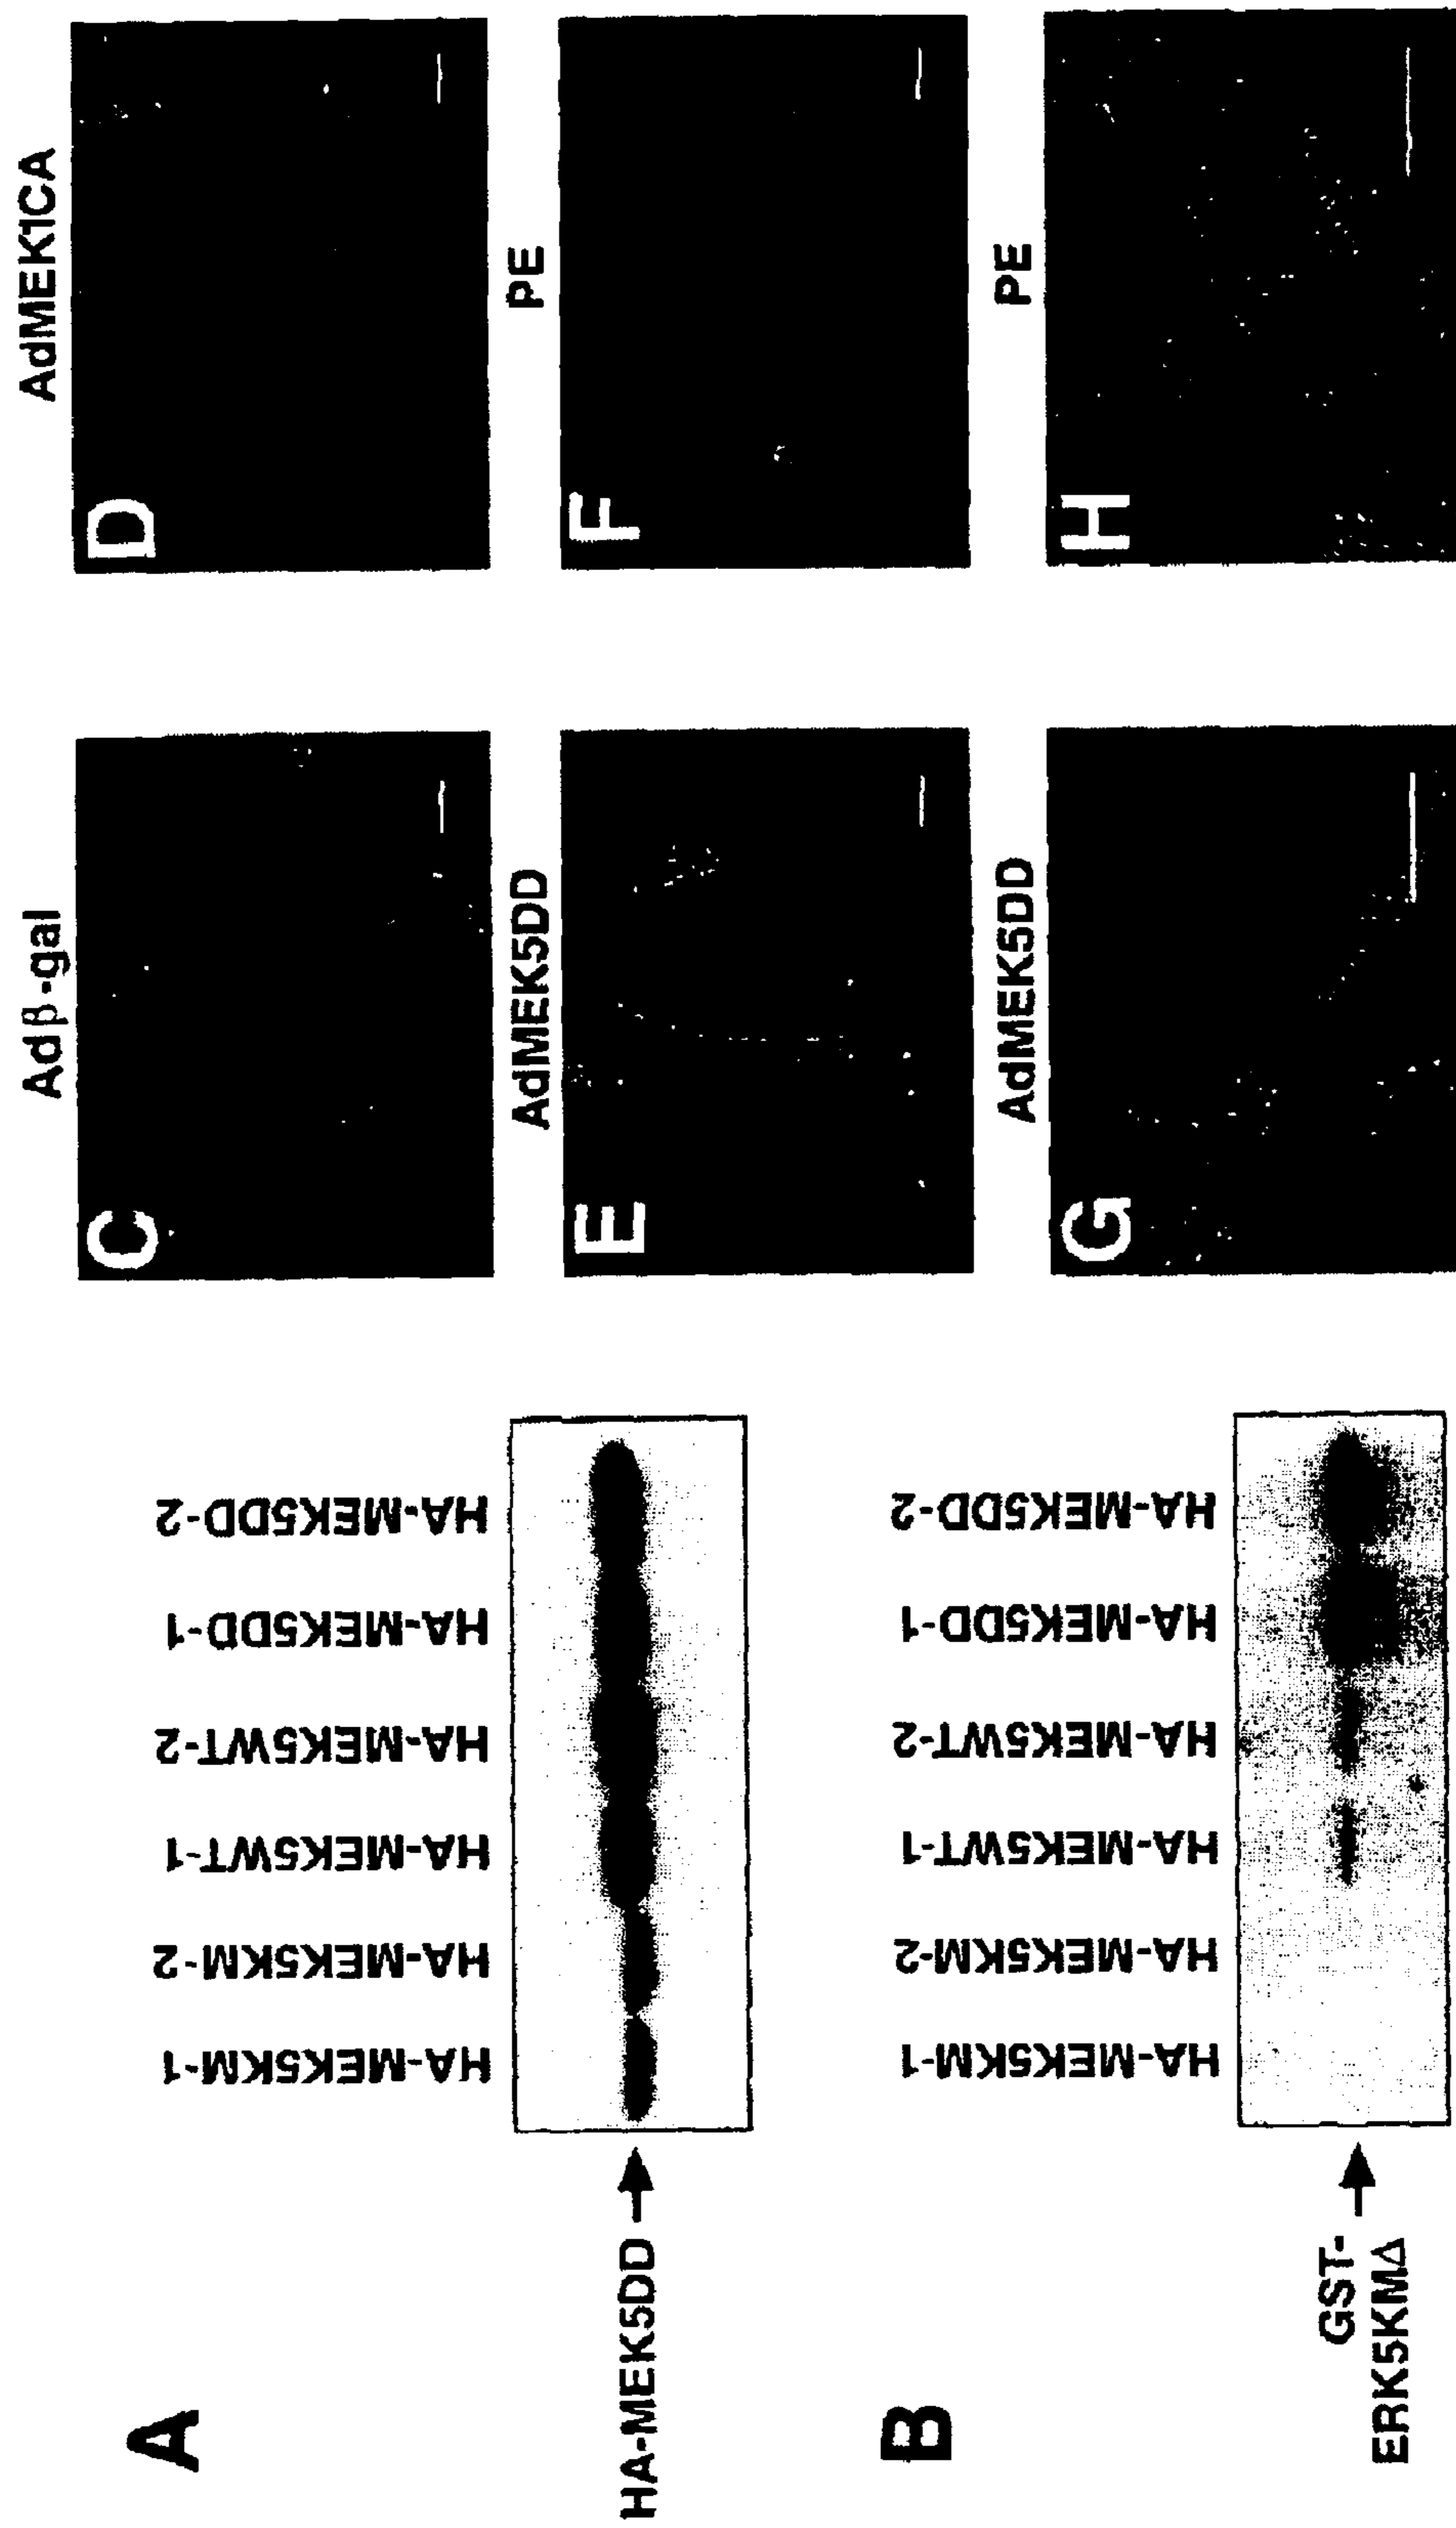 A
HA-MEK5KM-1
HA-MEK5KM-2
HA-MEK5WT-1
HA-MEK5WT-2
HA-MEK5DD-1
HA-MEK5DD-2
HA-MEK5DD
B
HA-MEK5KM-1
HA-MEK5KM-2
HA-MEK5WT-1
HA-MEK5WT-2
HA-MEK5DD-1
HA-MEK5DD-2
GST-
ERK5KMΔ
Adβ-gal
C
AdMEK1CA
D
AdMEK5DD
E
PE
F
AdMEK5DD
G
PE
H